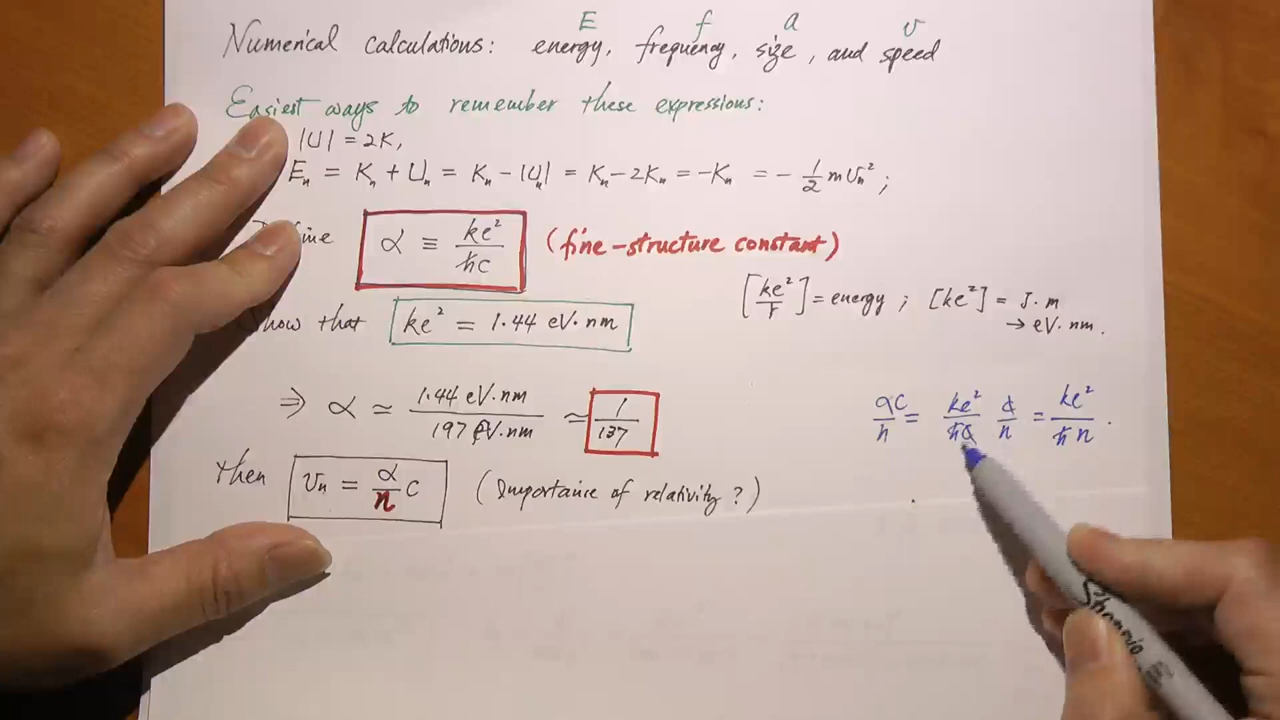 E f a v
Numerical calculations: energy, frequency, size, and speed
Easiest ways to remember these expressions:
|U| = 2K,
Eₙ = Kₙ + Uₙ = Kₙ - |Uₙ| = Kₙ - 2Kₙ = -Kₙ = - 1/2 m vₙ² ;
α ≡ ke²/ħc (fine-structure constant)
[ke²/r] = energy ; [ke²] = J·m
→ eV·nm.
Show that ke² = 1.44 eV·nm
⇒ α ≃ 1.44 eV·nm / 197 eV·nm ≈ 1/137
αc/n = ke²/ħc c/n = ke²/ħn .
then vₙ = α/n c (Importance of relativity?)
Sharpie